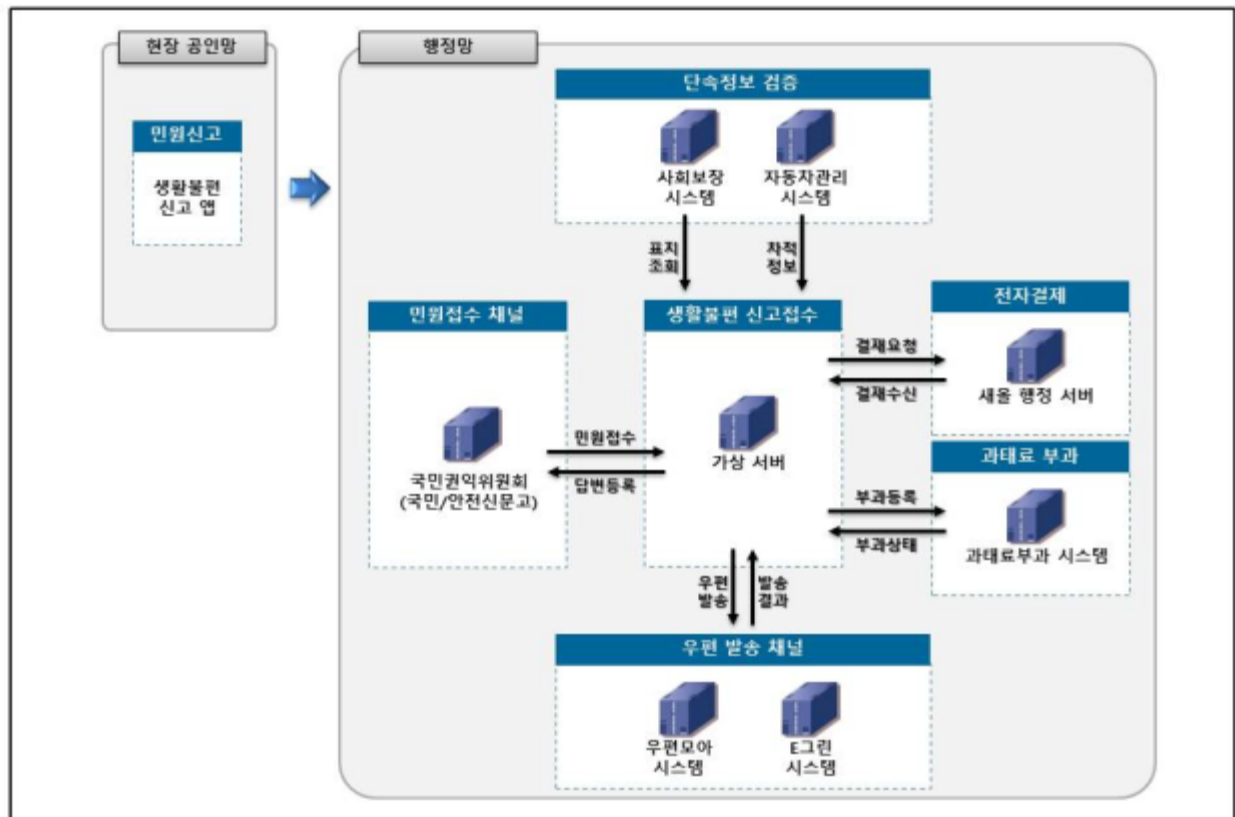 현장 공인망
행정망
민원신고
생활불편
신고 앱
단속정보 검증
사회보장
시스템
자동차관리
시스템
표지
조회
차적
정보
민원접수 채널
국민권익위원회
(국민/안전신문고)
민원접수
답변등록
생활불편 신고접수
가상 서버
결재요청
결재수신
전자결제
새올 행정 서버
부과등록
부과상태
과태료 부과
과태료부과 시스템
우편
발송
발송
결과
우편 발송 채널
우편모아
시스템
E그린
시스템